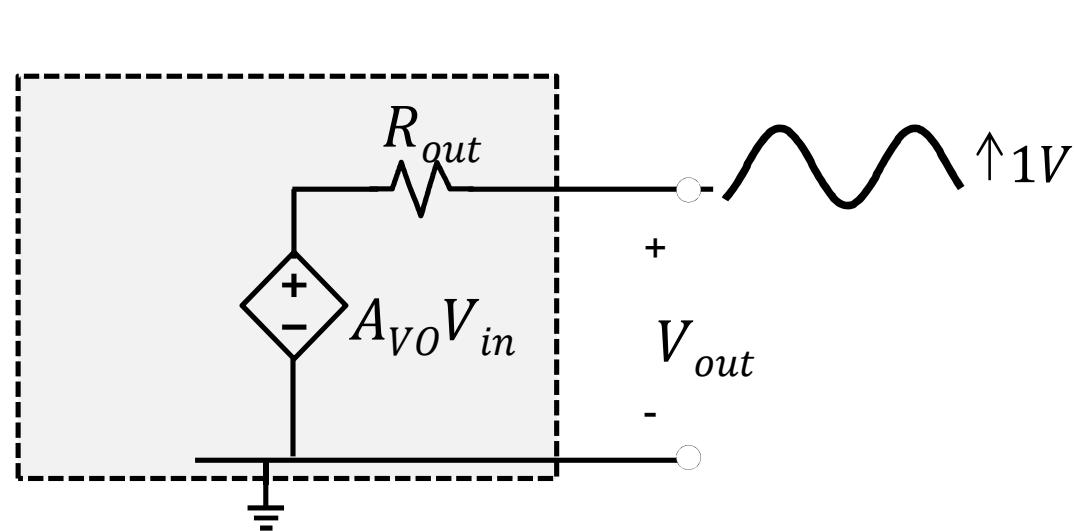 R_out
↑1V
+
+
-
A_VO V_in
V_out
-